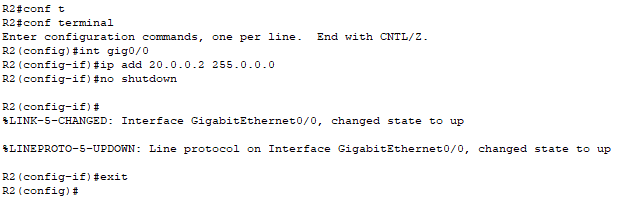 R2#conf t
R2#conf terminal
Enter configuration commands, one per line.  End with CNTL/Z.
R2(config)#int gig0/0
R2(config-if)#ip add 20.0.0.2 255.0.0.0
R2(config-if)#no shutdown
R2(config-if)#
%LINK-5-CHANGED: Interface GigabitEthernet0/0, changed state to up
%LINEPROTO-5-UPDOWN: Line protocol on Interface GigabitEthernet0/0, changed state to up
R2(config-if)#exit
R2(config)#